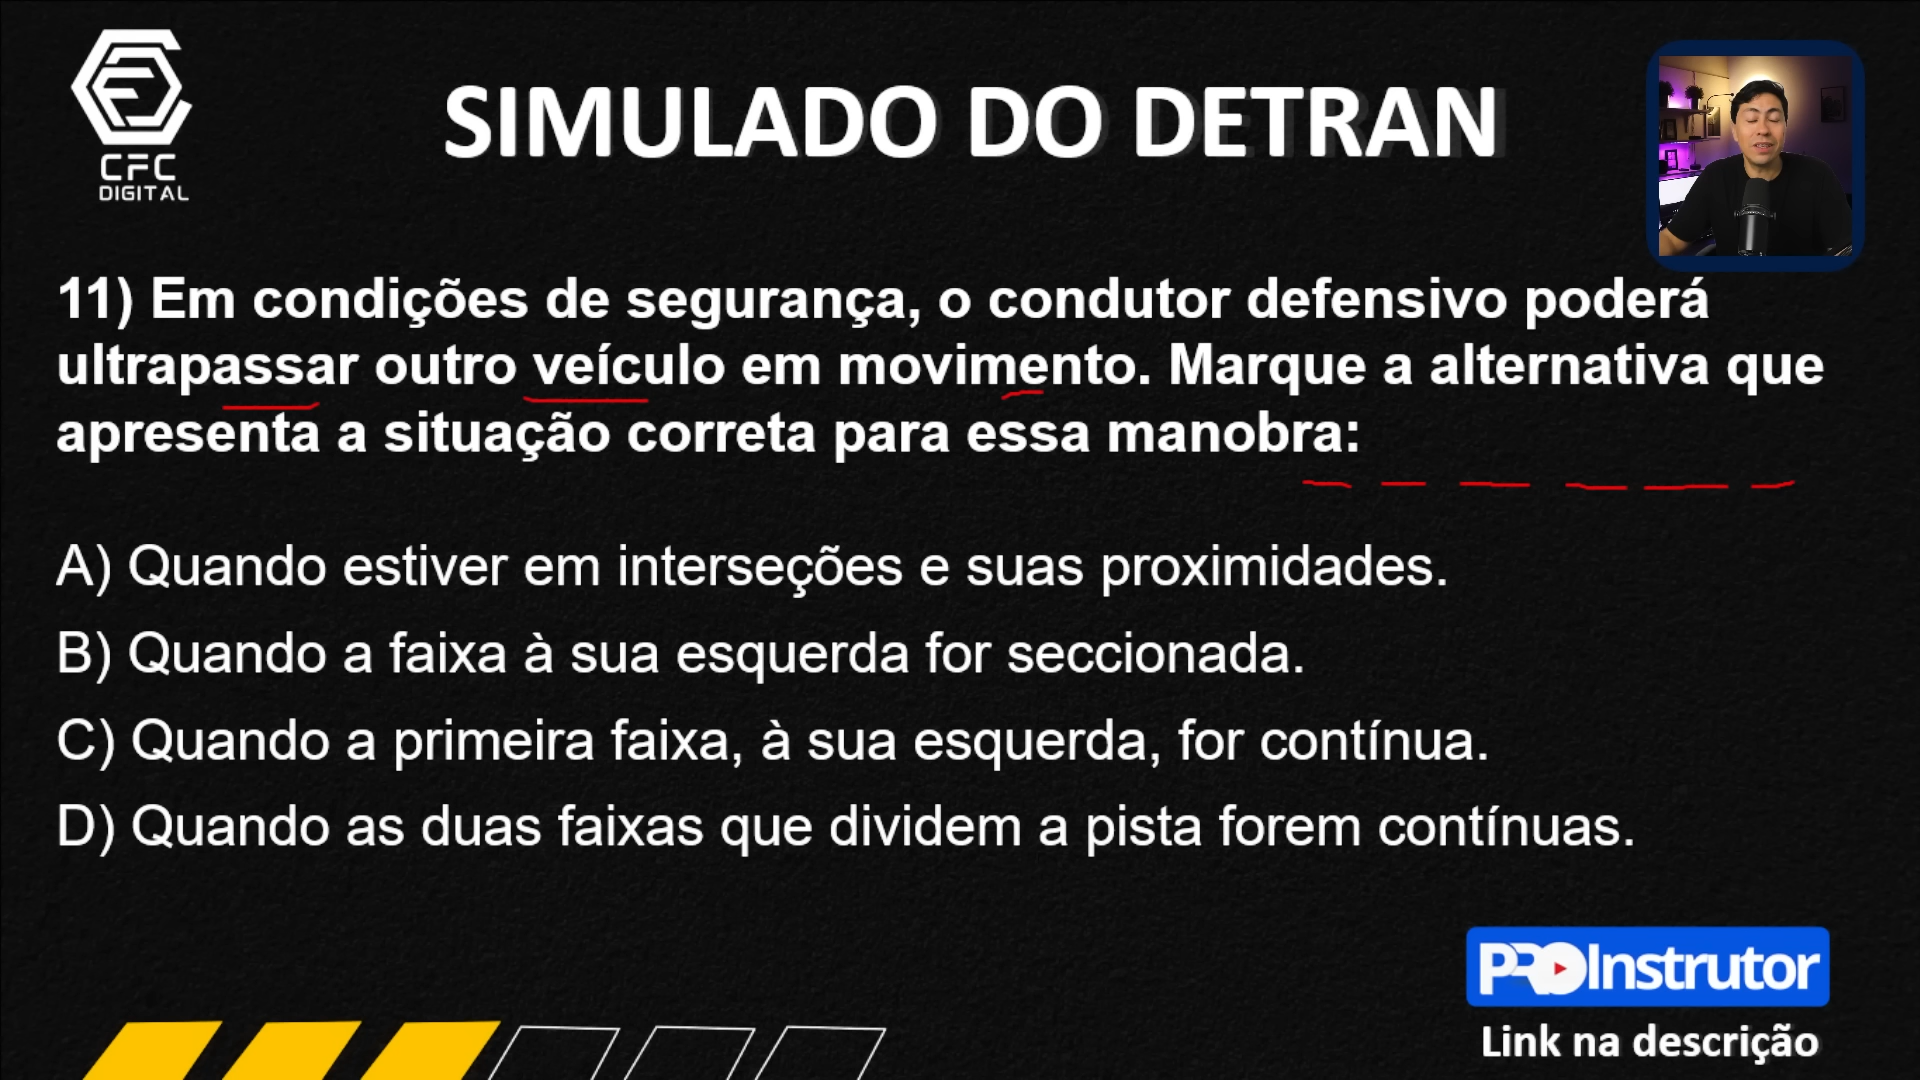 CFC
DIGITAL
SIMULADO DO DETRAN
11) Em condições de segurança, o condutor defensivo poderá
ultrapassar outro veículo em movimento. Marque a alternativa que
apresenta a situação correta para essa manobra:
A) Quando estiver em interseções e suas proximidades.
B) Quando a faixa à sua esquerda for seccionada.
C) Quando a primeira faixa, à sua esquerda, for contínua.
D) Quando as duas faixas que dividem a pista forem contínuas.
PROInstrutor
Link na descrição